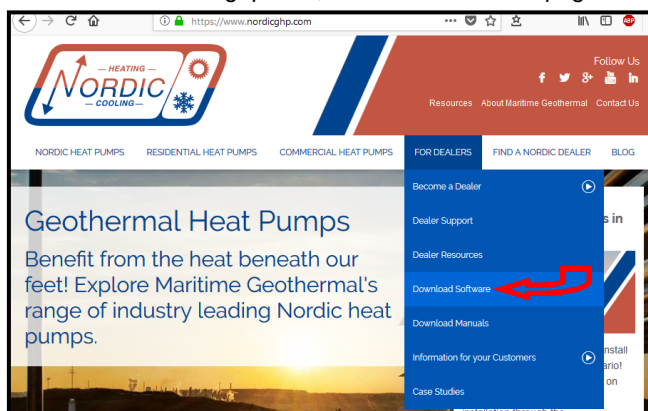 https://www.nordicghp.com
ABP
Follow Us
- HEATING -
NORDIC
- COOLING -
f 8+ in
Resources About Maritime Geothermal Contact Us
NORDIC HEAT PUMPS RESIDENTIAL HEAT PUMPS COMMERCIAL HEAT PUMPS FOR DEALERS FIND A NORDIC DEALER BLOG
Become a Dealer
Dealer Support
Dealer Resources
Download Software
Download Manuals
Information for your Customers
Case Studies
Geothermal Heat Pumps
Benefit from the heat beneath our
feet! Explore Maritime Geothermal's
range of industry leading Nordic heat
pumps.
s in
on